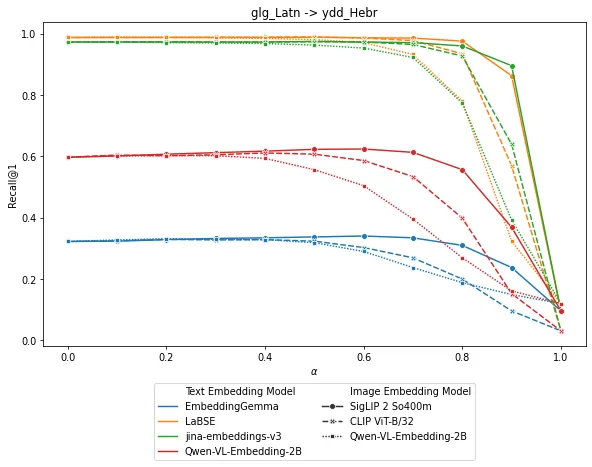 glg_Latn -> ydd_Hebr
1.0
0.8
0.6
0.4
0.2
0.0
Recall@1
0.0 0.2 0.4 0.6 0.8 1.0
α
Text Embedding Model
EmbeddingGemma
LaBSE
jina-embeddings-v3
Qwen-VL-Embedding-2B
Image Embedding Model
SigLIP 2 So400m
CLIP ViT-B/32
Qwen-VL-Embedding-2B